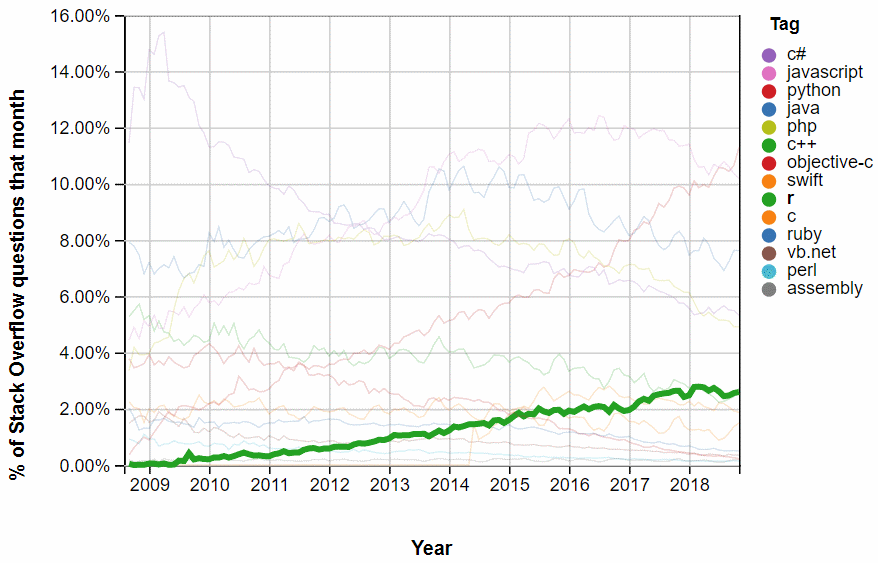 % of Stack Overflow questions that month
16.00%
14.00%
12.00%
10.00%
8.00%
6.00%
4.00%
2.00%
0.00%
2009 2010 2011 2012 2013 2014 2015 2016 2017 2018
Year
Tag
c#
javascript
python
java
php
c++
objective-c
swift
r
c
ruby
vb.net
perl
assembly